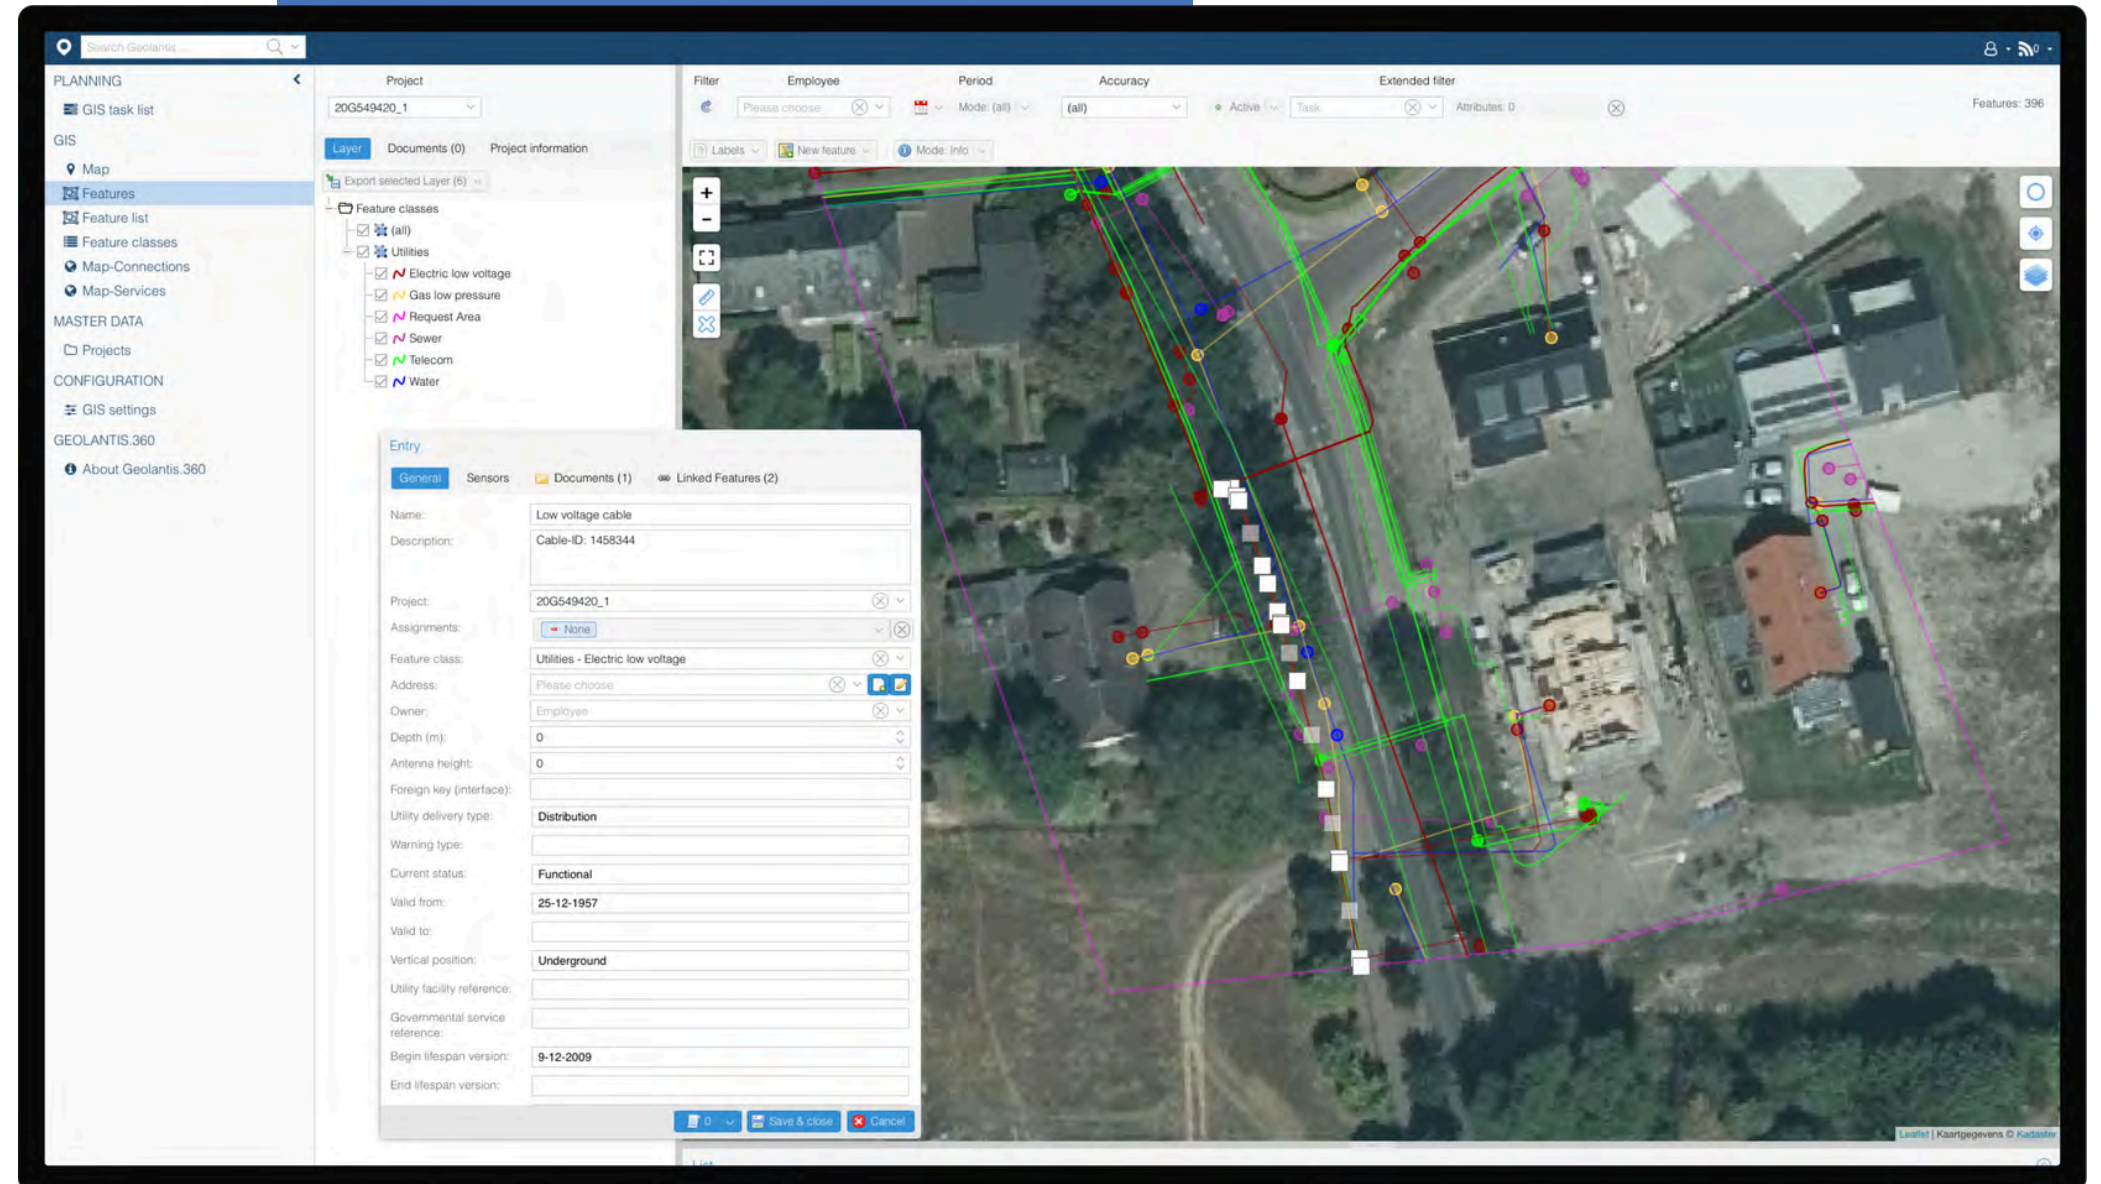 Search Geolantis ...
PLANNING
GIS task list
GIS
Map
Features
Feature list
Feature classes
Map-Connections
Map-Services
MASTER DATA
Projects
CONFIGURATION
GIS settings
GEOLANTIS.360
About Geolantis.360
Project
20G549420_1
Layer Documents (0) Project information
Export selected Layer (6)
Feature classes
(all)
Utilities
Electric low voltage
Gas low pressure
Request Area
Sewer
Telecom
Water
Filter Employee Period Accuracy Extended filter
Please choose Mode: (all) (all) Active Task Attributes: 0 Features: 396
Labels New feature Mode: Info
Entry
General Sensors Documents (1) Linked Features (2)
Name: Low voltage cable
Description: Cable-ID: 1458344
Project: 20G549420_1
Assignments: None
Feature class: Utilities - Electric low voltage
Address: Please choose
Owner: Employee
Depth (m): 0
Antenna height: 0
Foreign key (interface):
Utility delivery type: Distribution
Warning type:
Current status: Functional
Valid from: 25-12-1957
Valid to:
Vertical position: Underground
Utility facility reference:
Governmental service
reference:
Begin lifespan version: 9-12-2009
End lifespan version:
0 Save & close Cancel
Leaflet | Kaartgegevens © Kadaster
List